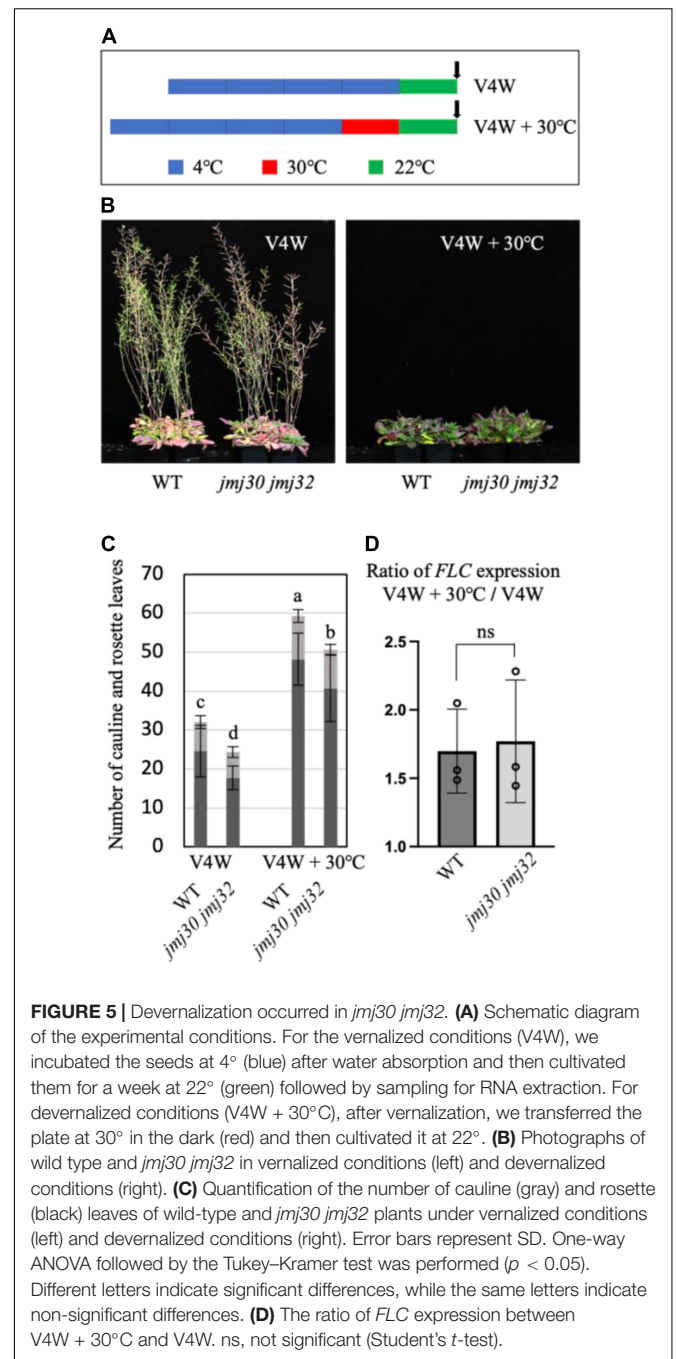 A
V4W
V4W + 30°C
4°C 30°C 22°C
B
V4W V4W + 30°C
WT jmj30 jmj32 WT jmj30 jmj32
C
Number of cauline and rosette leaves
70
60
50
40
30
20
10
0
c
d
a
b
V4W V4W + 30°C
WT
jmj30 jmj32
WT
jmj30 jmj32
D
Ratio of FLC expression
V4W + 30°C / V4W
2.5
2.0
1.5
1.0
ns
WT
jmj30 jmj32
FIGURE 5 | Devernalization occurred in jmj30 jmj32. (A) Schematic diagram
of the experimental conditions. For the vernalized conditions (V4W), we
incubated the seeds at 4° (blue) after water absorption and then cultivated
them for a week at 22° (green) followed by sampling for RNA extraction. For
devernalized conditions (V4W + 30°C), after vernalization, we transferred the
plate at 30° in the dark (red) and then cultivated it at 22°. (B) Photographs of
wild type and jmj30 jmj32 in vernalized conditions (left) and devernalized
conditions (right). (C) Quantification of the number of cauline (gray) and rosette
(black) leaves of wild-type and jmj30 jmj32 plants under vernalized conditions
(left) and devernalized conditions (right). Error bars represent SD. One-way
ANOVA followed by the Tukey–Kramer test was performed (p < 0.05).
Different letters indicate significant differences, while the same letters indicate
non-significant differences. (D) The ratio of FLC expression between
V4W + 30°C and V4W. ns, not significant (Student's t-test).